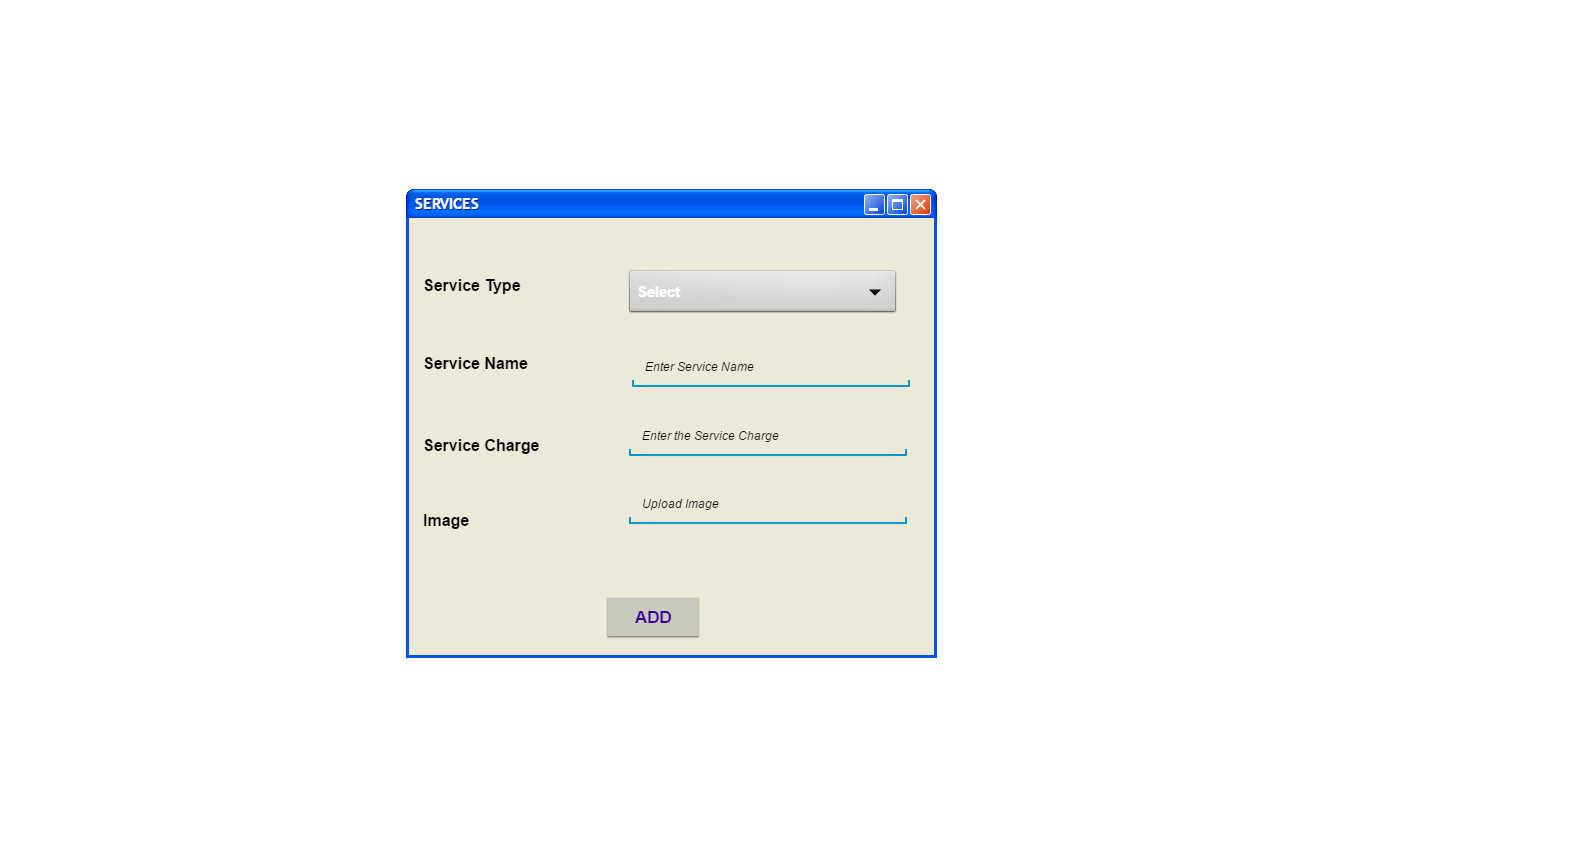 SERVICES
Service Type
Select
Service Name
Enter Service Name
Service Charge
Enter the Service Charge
Image
Upload Image
ADD